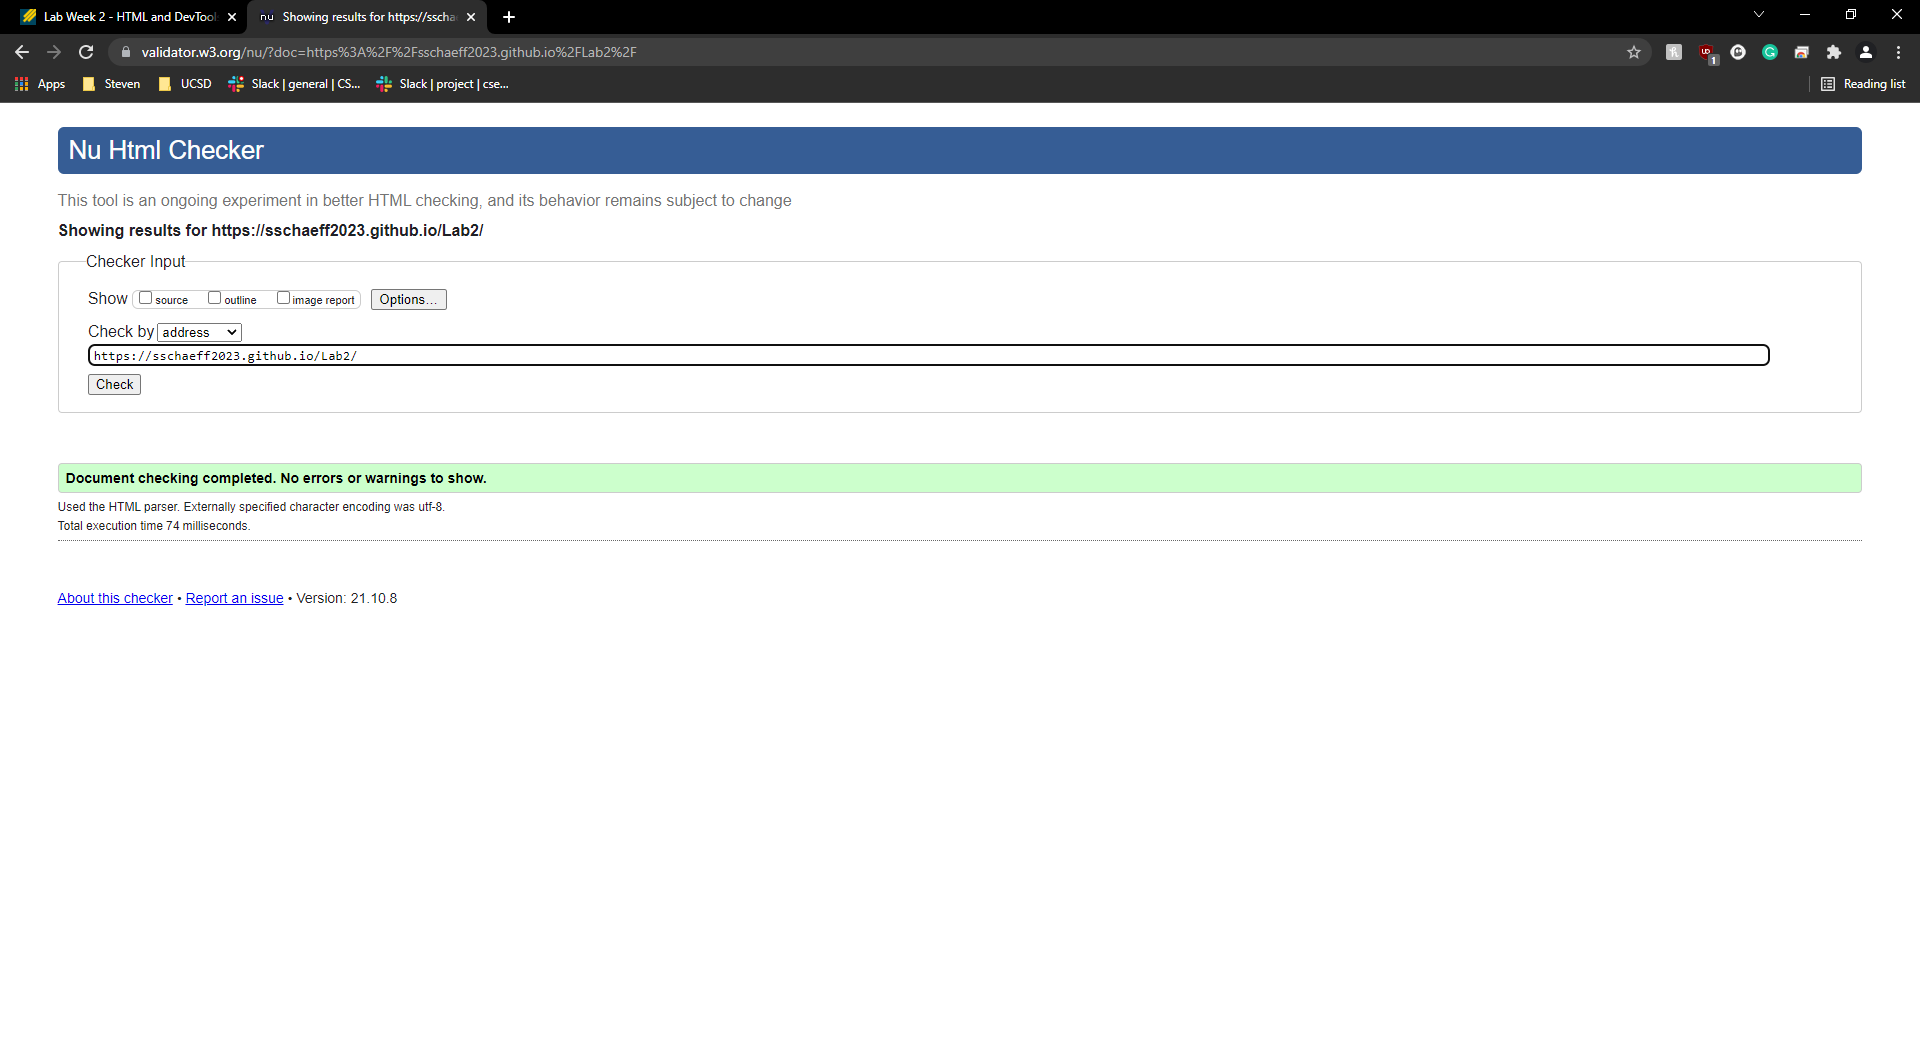 Lab Week 2 - HTML and DevTool
nu Showing results for https://sscha
validator.w3.org/nu/?doc=https%3A%2F%2Fsschaeff2023.github.io%2FLab2%2F
1
Apps Steven UCSD Slack | general | CS... Slack | project | cse... Reading list
Nu Html Checker
This tool is an ongoing experiment in better HTML checking, and its behavior remains subject to change
Showing results for https://sschaeff2023.github.io/Lab2/
Checker Input
Show source outline image report Options...
Check by address
https://sschaeff2023.github.io/Lab2/
Check
Document checking completed. No errors or warnings to show.
Used the HTML parser. Externally specified character encoding was utf-8.
Total execution time 74 milliseconds.
About this checker • Report an issue • Version: 21.10.8